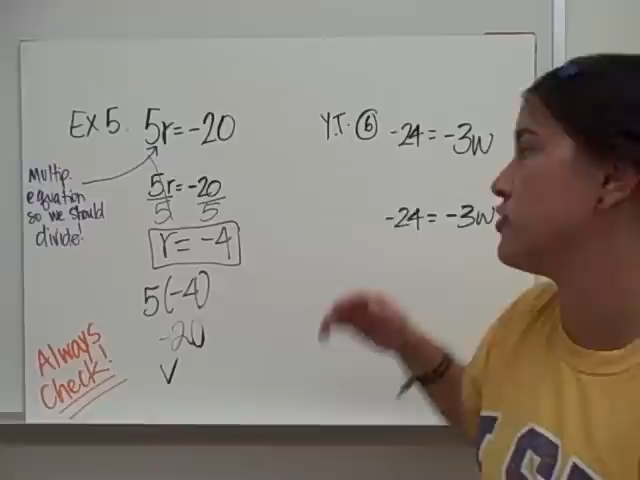 EX 5. 5r = -20
Multip.
equation
so we should
divide!
5r = -20
5 5
r = -4
5(-4)
-20
√
Always
Check!
Y.T. ⑥ -24 = -3w
-24 = -3w